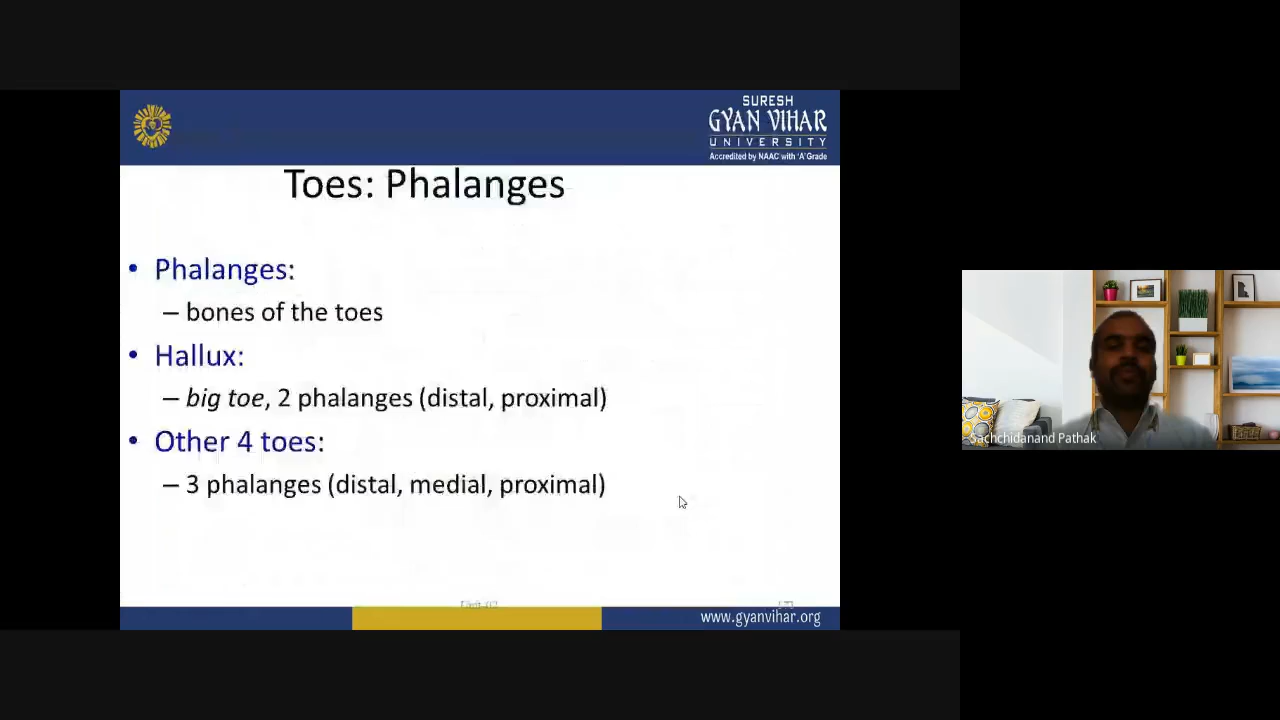 SURESH
GYAN VIHAR
UNIVERSITY
Accredited by NAAC with 'A' Grade
Toes: Phalanges
• Phalanges:
– bones of the toes
• Hallux:
– big toe, 2 phalanges (distal, proximal)
• Other 4 toes:
– 3 phalanges (distal, medial, proximal)
Sachchidanand Pathak
www.gyanvihar.org